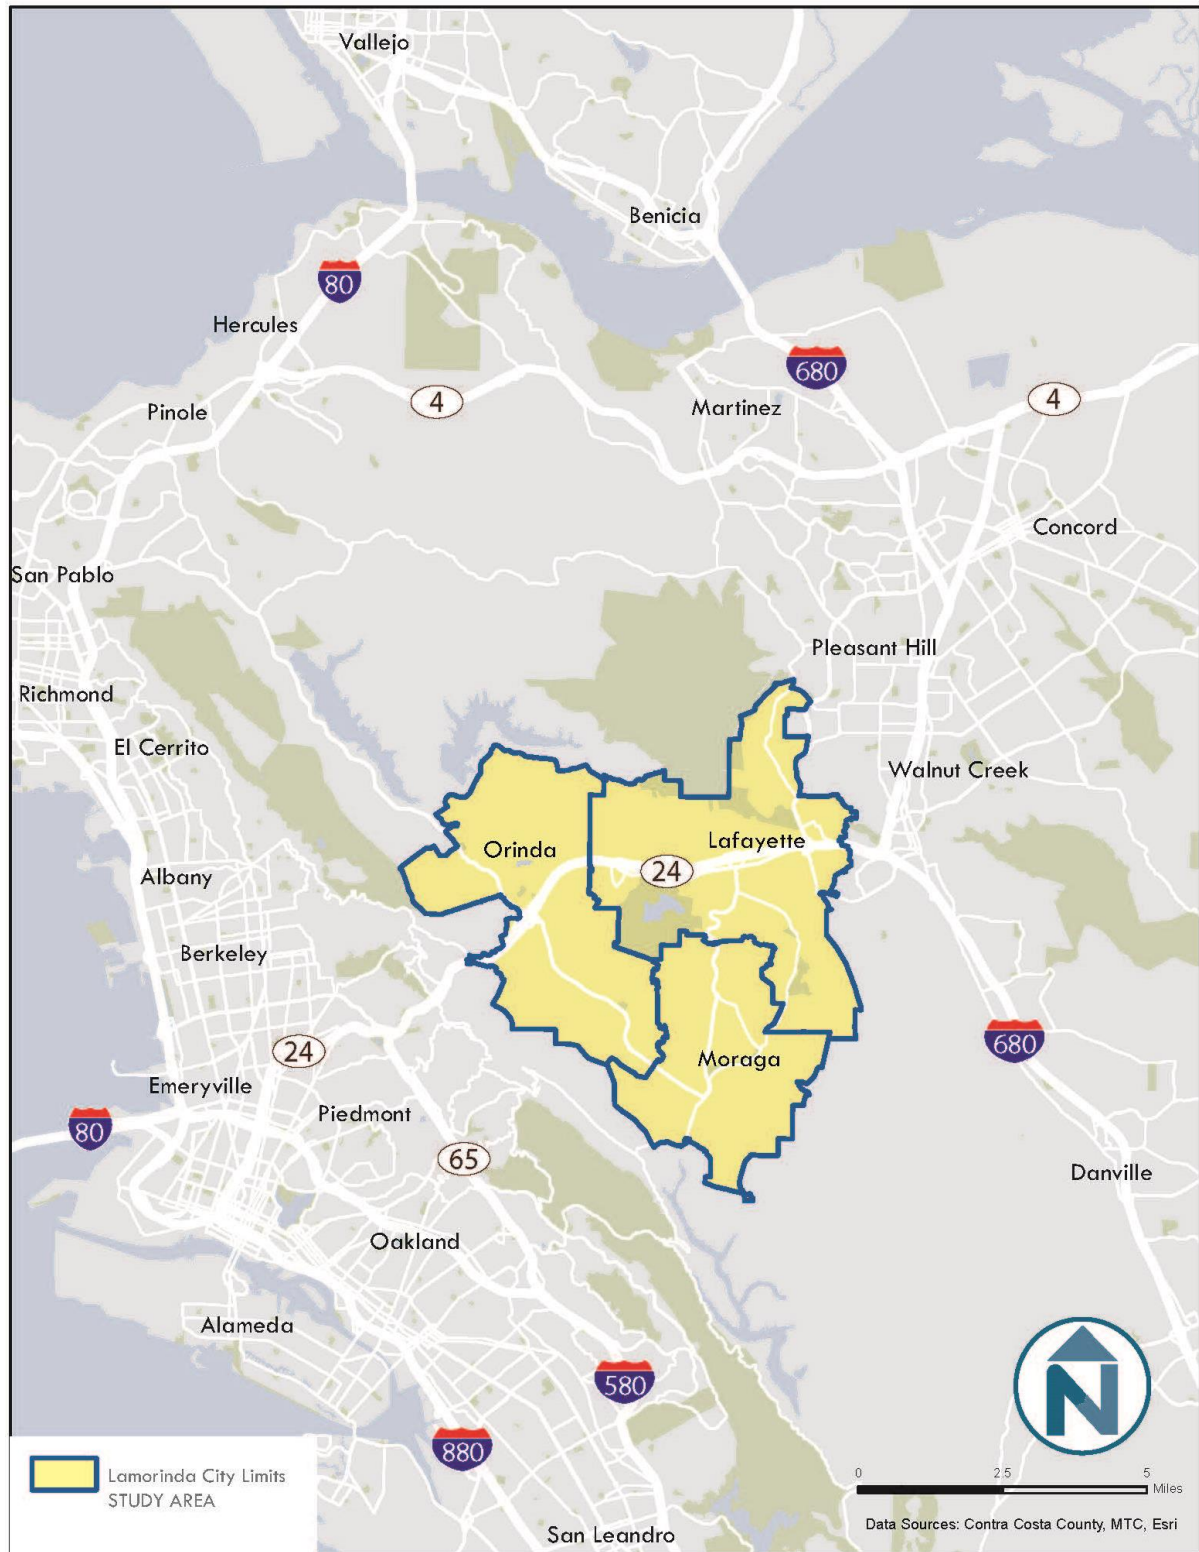 Vallejo
Benicia
80
Hercules
680
4
4
Pinole
Martinez
Concord
San Pablo
Pleasant Hill
Richmond
El Cerrito
Walnut Creek
Orinda
Lafayette
24
Albany
Berkeley
24
680
Moraga
Emeryville
Piedmont
80
65
Danville
Oakland
Alameda
580
N
880
Lamorinda City Limits
STUDY AREA
0 2.5 5
Miles
Data Sources: Contra Costa County, MTC, Esri
San Leandro